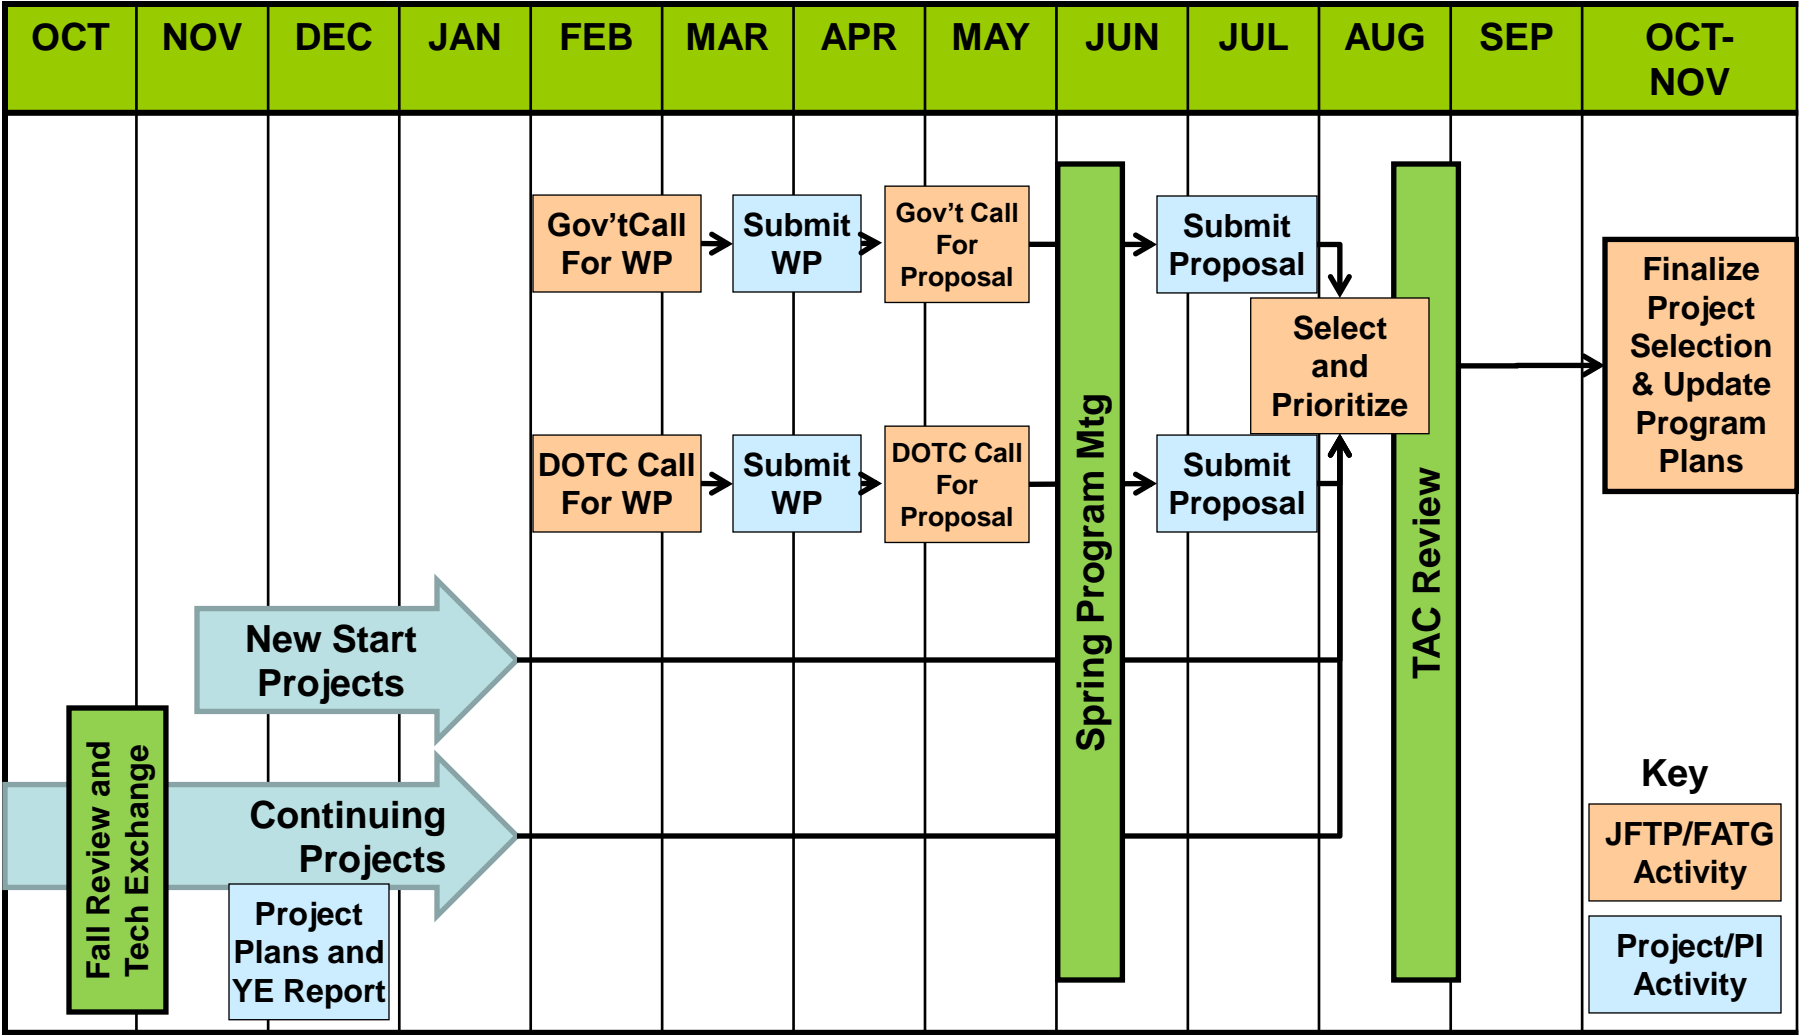 OCT NOV DEC JAN FEB MAR APR MAY JUN JUL AUG SEP OCT-
NOV
Gov'tCall
For WP
Submit
WP
Gov't Call
For
Proposal
Submit
Proposal
Select
and
Prioritize
Finalize
Project
Selection
& Update
Program
Plans
DOTC Call
For WP
Submit
WP
DOTC Call
For
Proposal
Submit
Proposal
Spring Program Mtg
TAC Review
New Start
Projects
Fall Review and
Tech Exchange
Continuing
Projects
Project
Plans and
YE Report
Key
JFTP/FATG
Activity
Project/PI
Activity